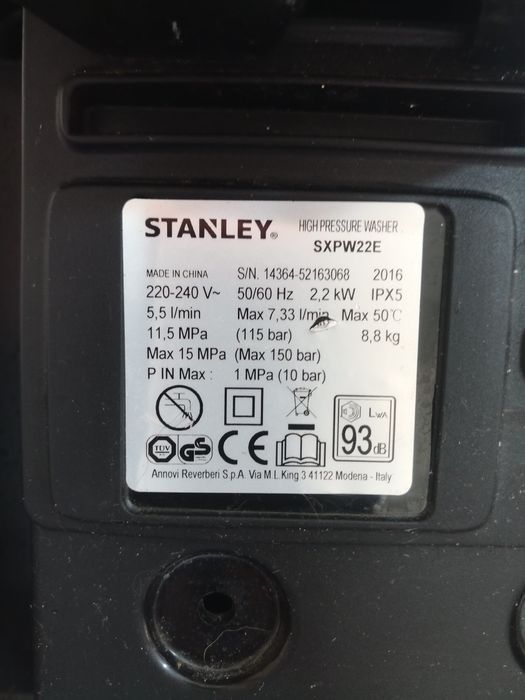 STANLEY®
HIGH PRESSURE WASHER
SXPW22E
MADE IN CHINA S/N. 14364-52163068 2016
220-240 V~ 50/60 Hz 2,2 kW IPX5
5,5 l/min Max 7,33 l/min Max 50°C
11,5 MPa (115 bar) 8,8 kg
Max 15 MPa (Max 150 bar)
P IN Max : 1 MPa (10 bar)
LWA
93 dB
TÜV GS CE
Annovi Reverberi S.p.A. Via M.L.King 3 41122 Modena - Italy